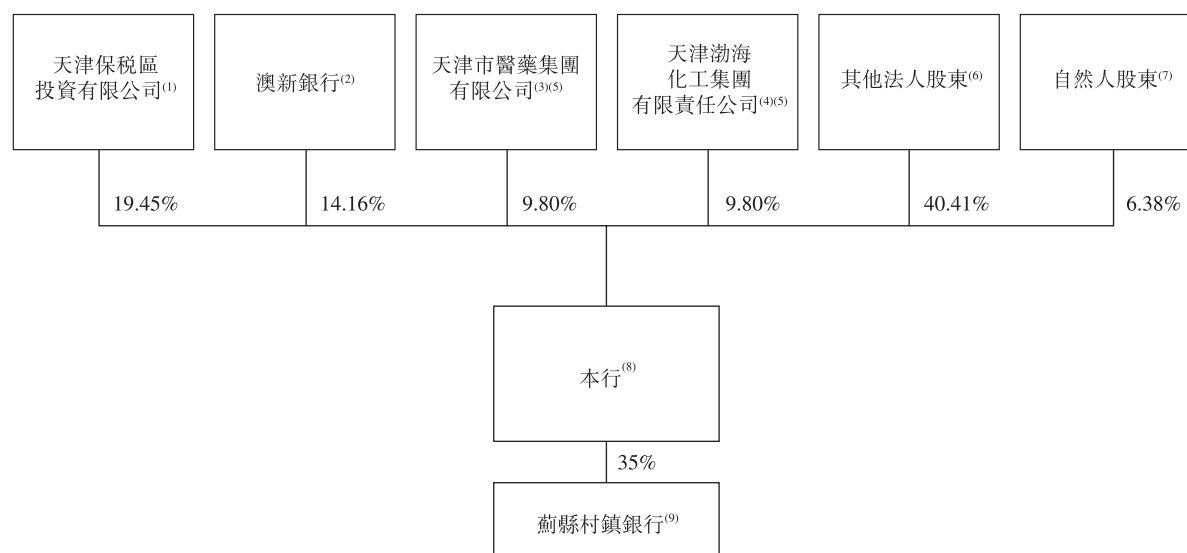 天津保税區
投資有限公司(1)
澳新銀行(2)
天津市醫藥集團
有限公司(3)(5)
天津渤海
化工集團
有限責任公司(4)(5)
其他法人股東(6)
自然人股東(7)
19.45%
14.16%
9.80%
9.80%
40.41%
6.38%
本行(8)
35%
薊縣村鎮銀行(9)